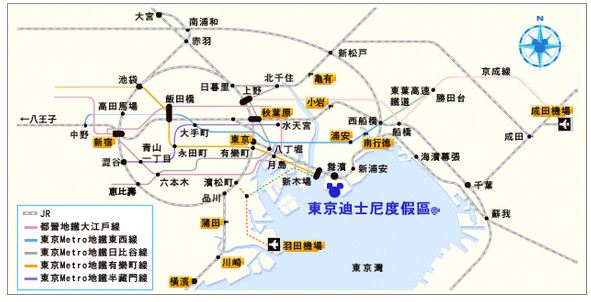 大宮
南浦和
赤羽
N
新松戸
池袋
日暮里
北千住
亀有
上野
京成線
飯田橋
高田馬場
小岩
東葉高速
鐵道
勝田台
成田機場
←八王子
秋葉原
中野
新宿
大手町
水天宮
西船橋
船橋
成田
東京
浦安
南行德
青山
一丁目
永田町
有樂町
八丁堀
月島
海濱幕張
澀谷
舞濱
新浦安
惠比壽
六本木
濱松町
新木場
千葉
品川
東京迪士尼度假區
蘇我
蒲田
羽田機場
川崎
橫濱
東京灣
JR
都營地鐵大江戶線
東京Metro地鐵東西線
東京Metro地鐵日比谷線
東京Metro地鐵有樂町線
東京Metro地鐵半藏門線